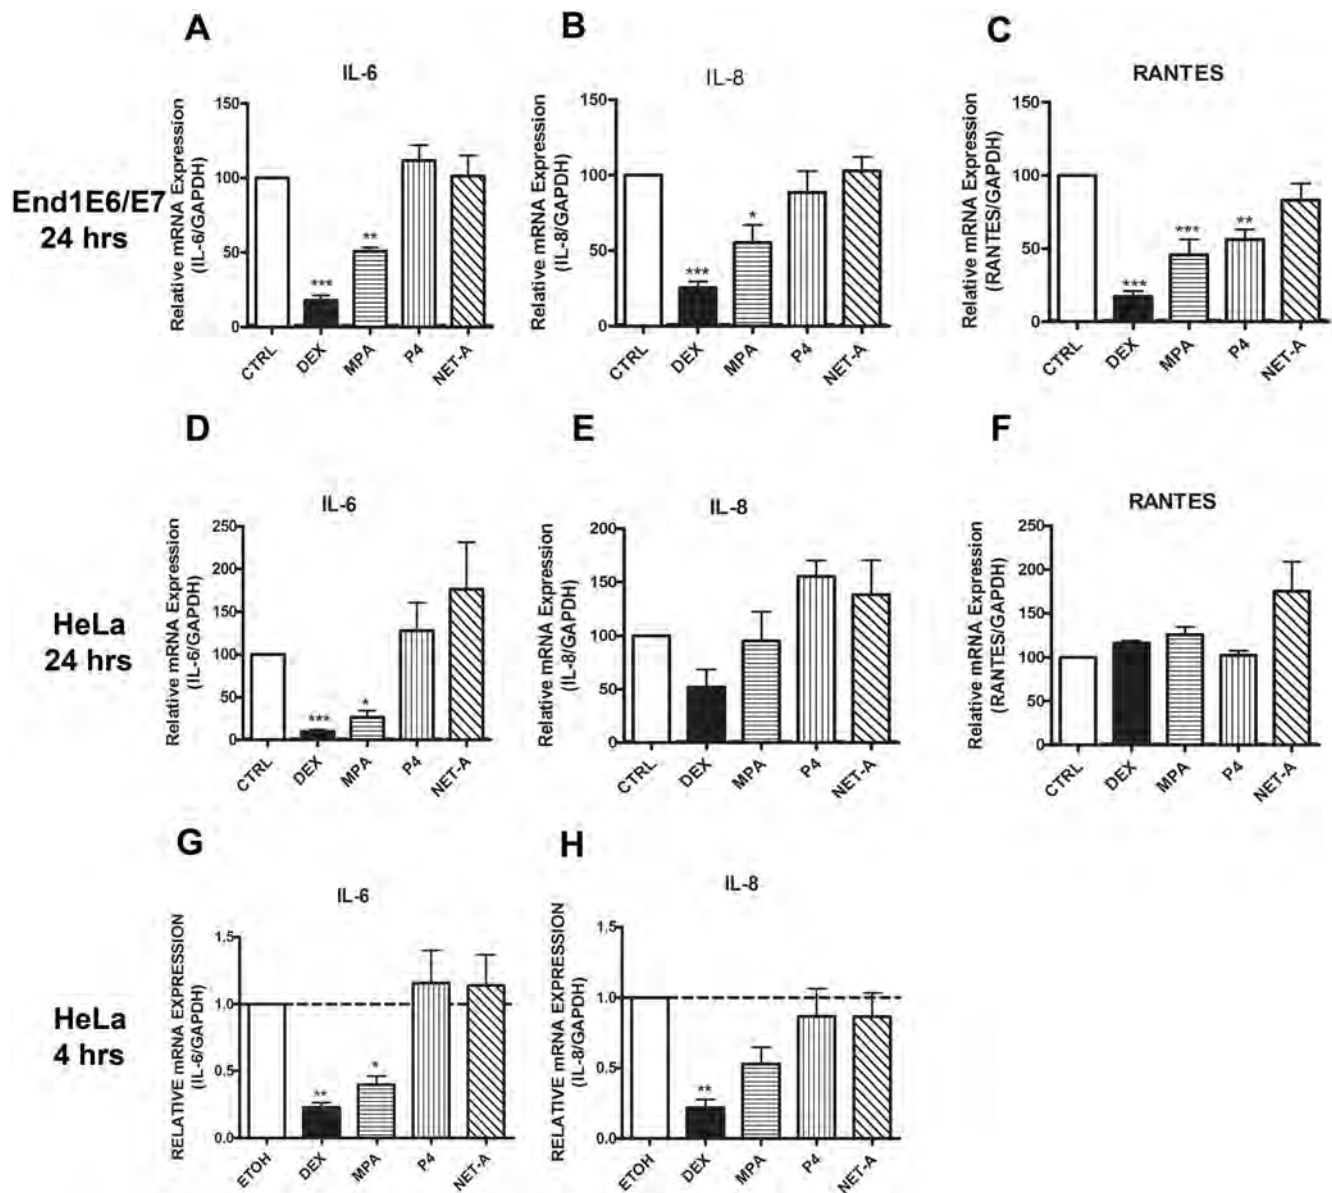 A
B
C
IL-6
IL-8
RANTES
End1E6/E7
24 hrs
Relative mRNA Expression
(IL-6/GAPDH)
150
100
50
0
***
**
CTRL
DEX
MPA
P4
NET-A
Relative mRNA Expression
(IL-8/GAPDH)
150
100
50
0
***
*
CTRL
DEX
MPA
P4
NET-A
Relative mRNA Expression
(RANTES/GAPDH)
150
100
50
0
***
***
**
CTRL
DEX
MPA
P4
NET-A
D
E
F
IL-6
IL-8
RANTES
HeLa
24 hrs
Relative mRNA Expression
(IL-6/GAPDH)
250
200
150
100
50
0
***
*
CTRL
DEX
MPA
P4
NET-A
Relative mRNA Expression
(IL-8/GAPDH)
200
150
100
50
0
CTRL
DEX
MPA
P4
NET-A
Relative mRNA Expression
(RANTES/GAPDH)
250
200
150
100
50
0
CTRL
DEX
MPA
P4
NET-A
G
H
IL-6
IL-8
HeLa
4 hrs
RELATIVE mRNA EXPRESSION
(IL-6/GAPDH)
1.5
1.0
0.5
0.0
**
*
ETOH
DEX
MPA
P4
NET-A
RELATIVE mRNA EXPRESSION
(IL-8/GAPDH)
1.5
1.0
0.5
0.0
**
ETOH
DEX
MPA
P4
NET-A